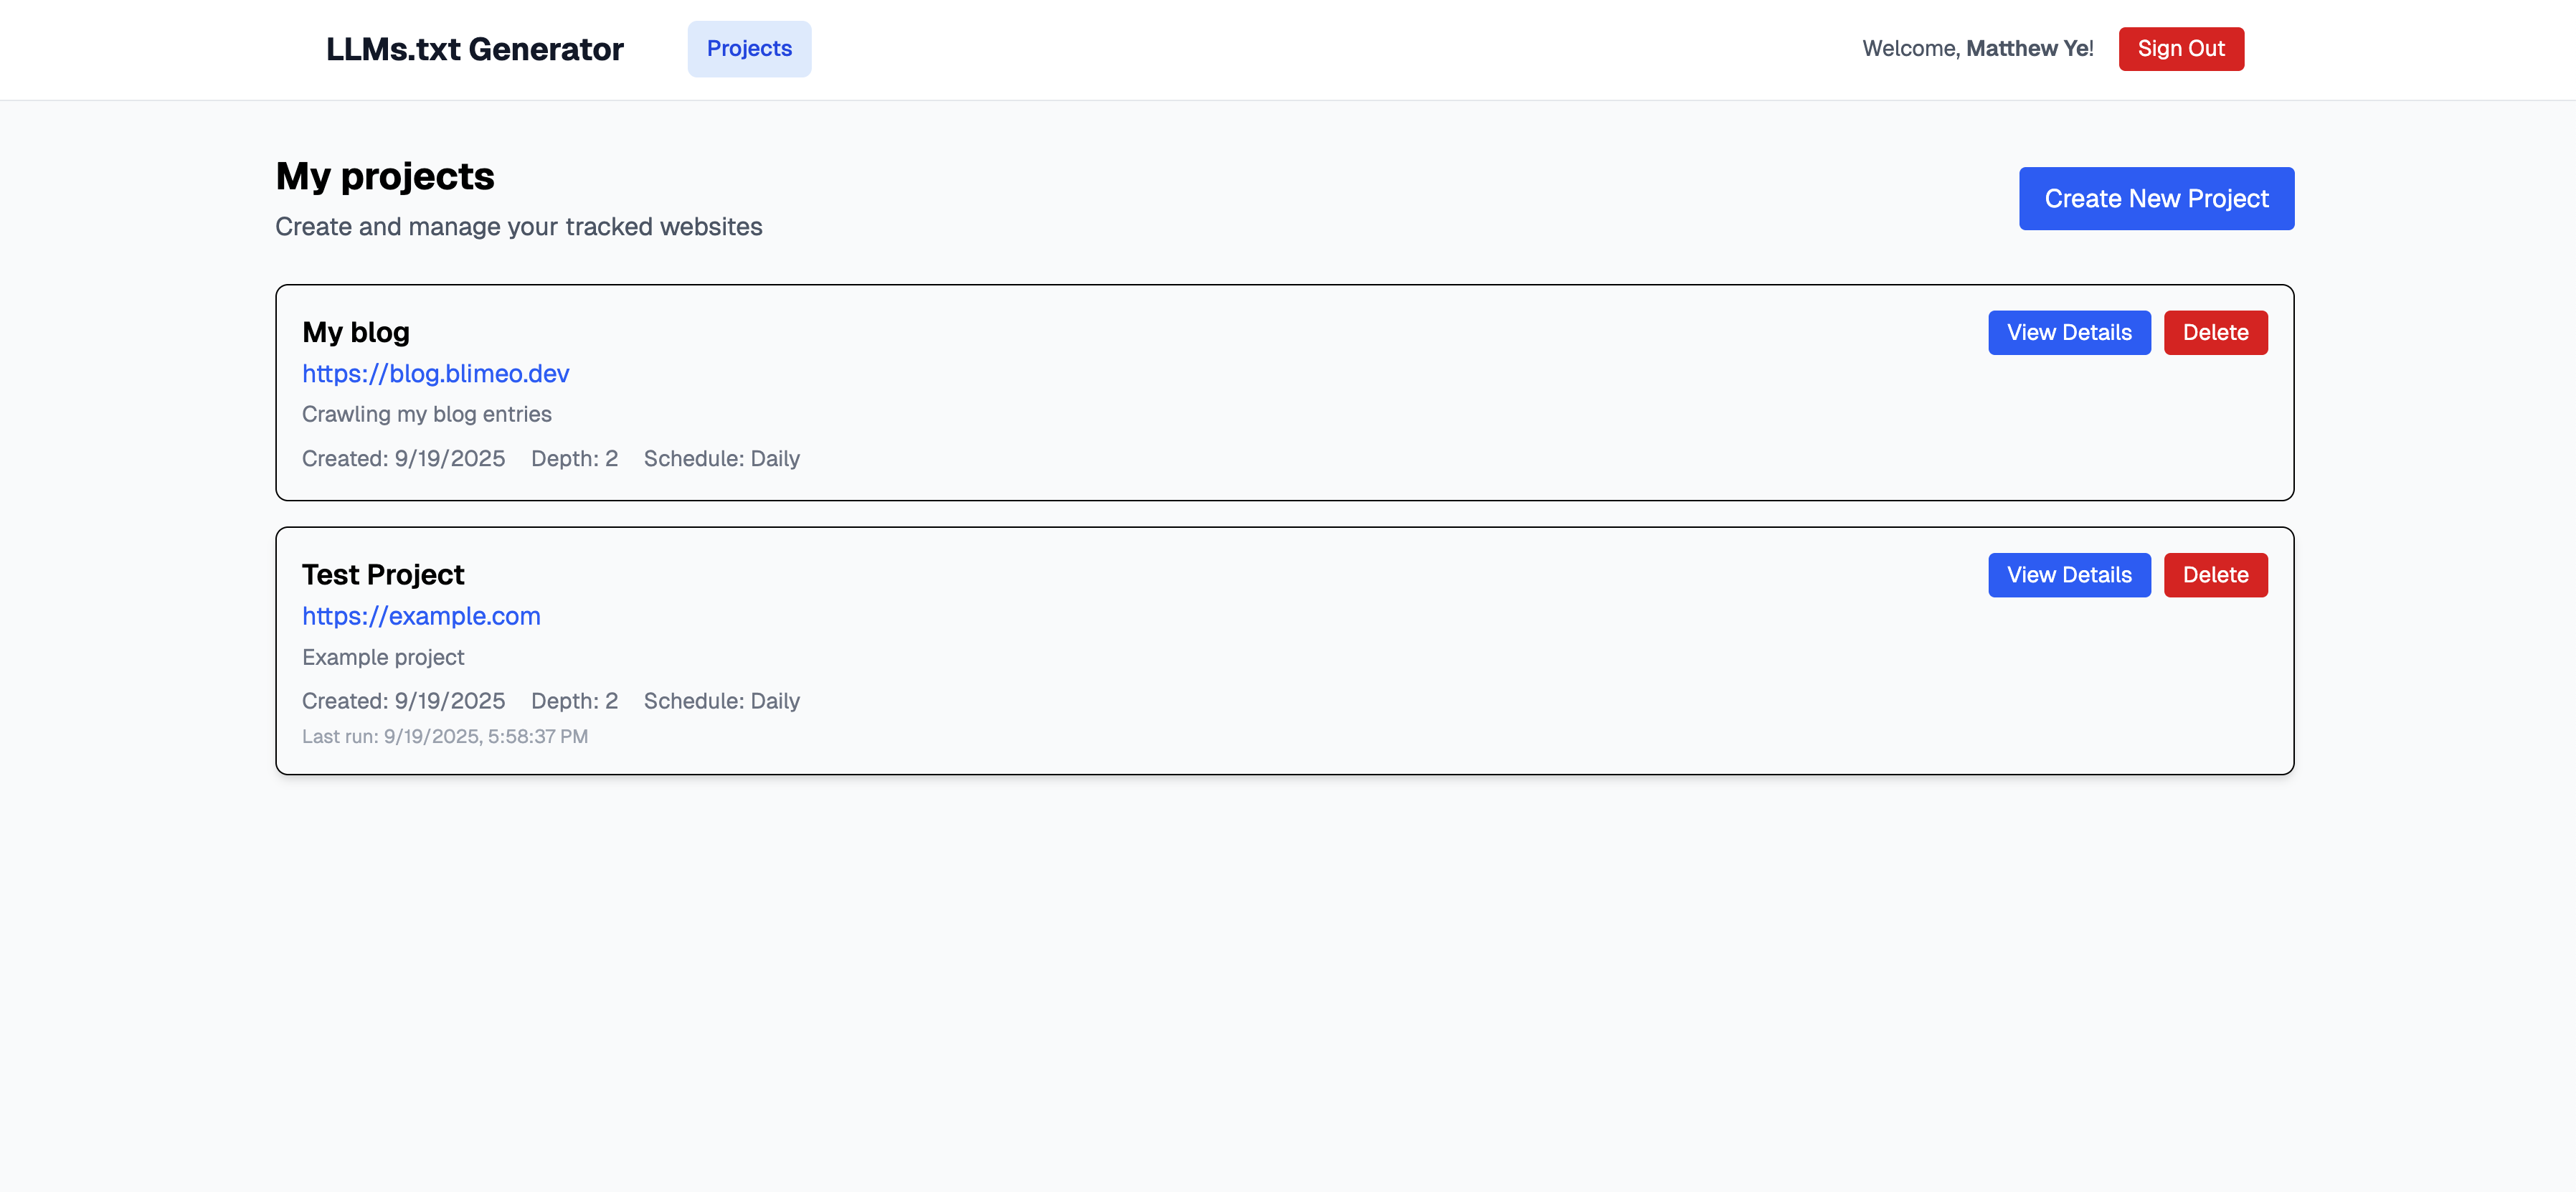 LLMs.txt Generator
Projects
Welcome, Matthew Ye!
Sign Out
My projects
Create and manage your tracked websites
Create New Project
My blog
View Details
Delete
https://blog.blimeo.dev
Crawling my blog entries
Created: 9/19/2025 Depth: 2 Schedule: Daily
Test Project
View Details
Delete
https://example.com
Example project
Created: 9/19/2025 Depth: 2 Schedule: Daily
Last run: 9/19/2025, 5:58:37 PM